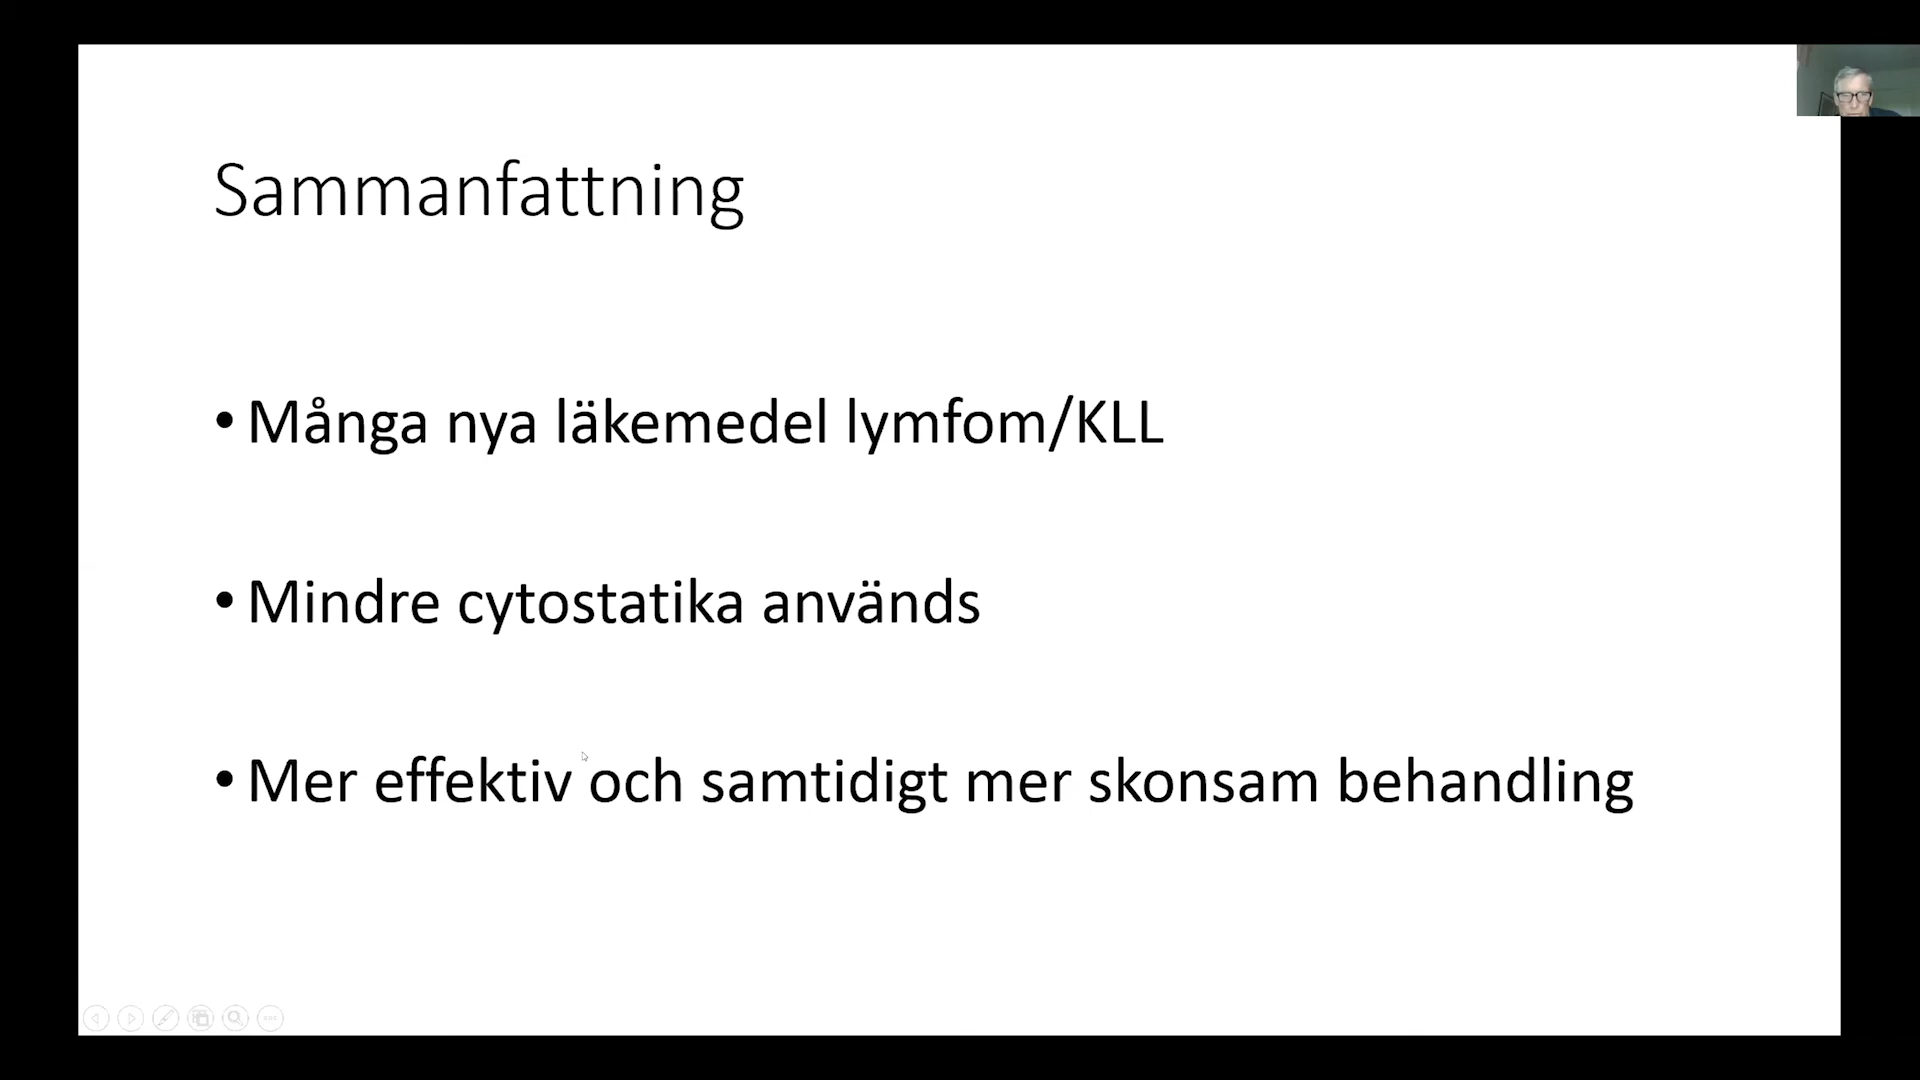 Sammanfattning
• Många nya läkemedel lymfom/KLL
• Mindre cytostatika används
• Mer effektiv och samtidigt mer skonsam behandling